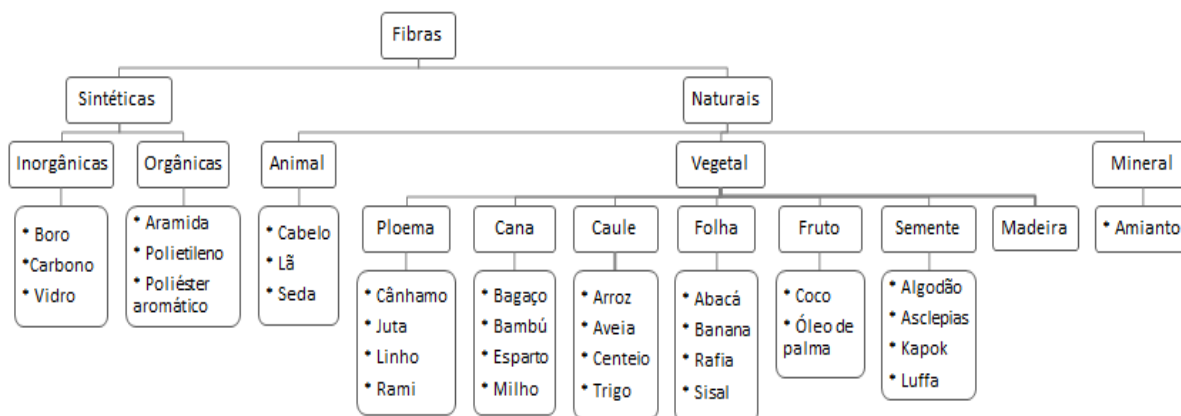 Fibras
Sintéticas
Naturais
Inorgânicas
Orgânicas
Animal
Vegetal
Mineral
* Boro
*Carbono
* Vidro
* Aramida
* Polietileno
* Poliéster
aromático
* Cabelo
* Lã
* Seda
Ploema
Cana
Caule
Folha
Fruto
Semente
Madeira
* Amianto
* Cânhamo
* Juta
* Linho
* Rami
* Bagaço
* Bambú
* Esparto
* Milho
* Arroz
* Aveia
* Centeio
* Trigo
* Abacá
* Banana
* Rafia
* Sisal
* Coco
* Óleo de
palma
* Algodão
* Asclepias
* Kapok
* Luffa